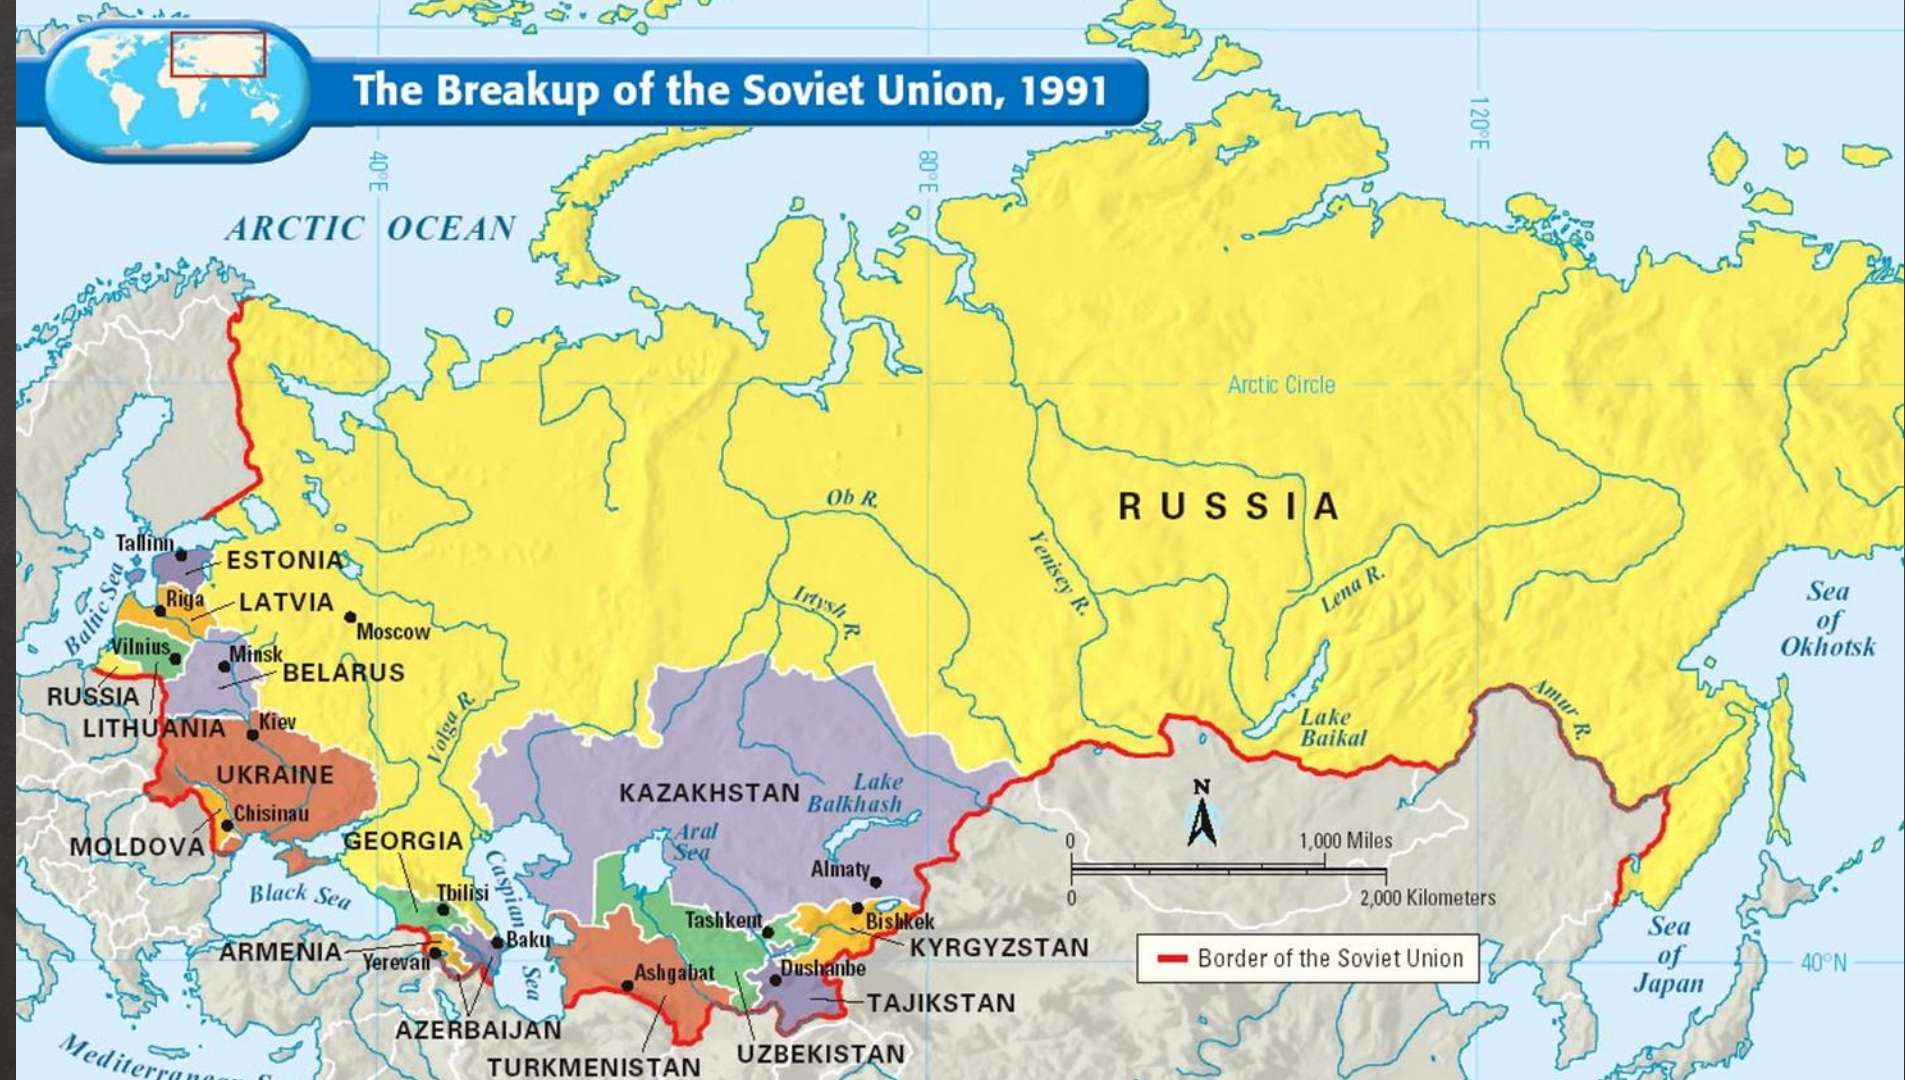 The Breakup of the Soviet Union, 1991
40°E
80°E
120°E
ARCTIC OCEAN
Arctic Circle
RUSSIA
Ob R.
Yenisey R.
Irtysh R.
Lena R.
Tallinn
ESTONIA
Baltic Sea
Riga
LATVIA
Moscow
Vilnius
Minsk
BELARUS
RUSSIA
LITHUANIA
Kiev
Volga R.
Sea
of
Okhotsk
Amur R.
Lake
Baikal
UKRAINE
KAZAKHSTAN
Lake
Balkhash
Chisinau
MOLDOVA
GEORGIA
Aral
Sea
Caspian Sea
Almaty
N
0
1,000 Miles
0
2,000 Kilometers
Black Sea
Tbilisi
Tashkent
Bishkek
KYRGYZSTAN
ARMENIA
Yerevan
Baku
Ashgabat
Dushanbe
TAJIKSTAN
Border of the Soviet Union
Sea
of
Japan
40°N
AZERBAIJAN
TURKMENISTAN
UZBEKISTAN
Mediterranean